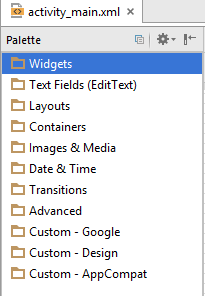 activity_main.xml
Palette
Widgets
Text Fields (EditText)
Layouts
Containers
Images & Media
Date & Time
Transitions
Advanced
Custom - Google
Custom - Design
Custom - AppCompat